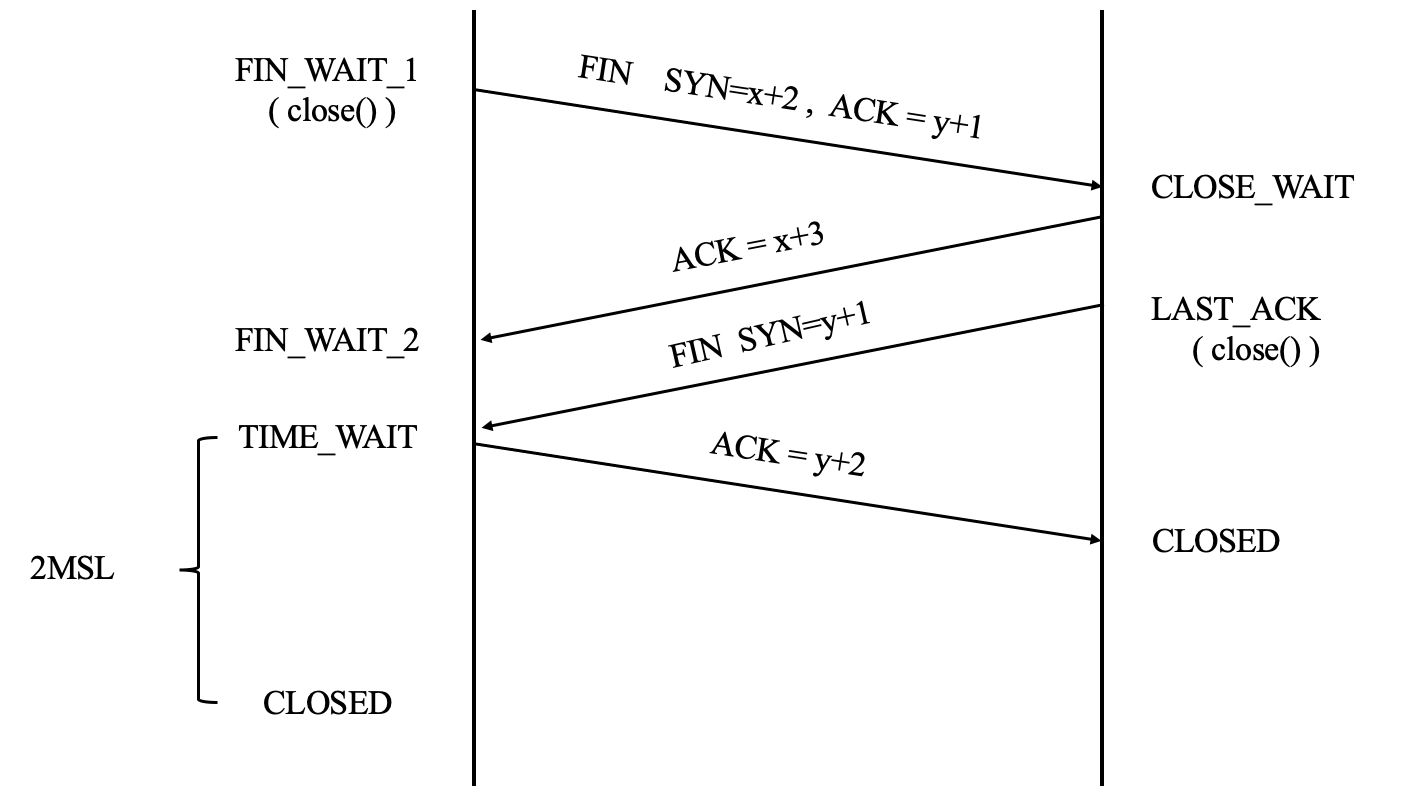 FIN_WAIT_1
( close() )
FIN SYN=x+2 , ACK = y+1
CLOSE_WAIT
ACK = x+3
LAST_ACK
( close() )
FIN_WAIT_2
FIN SYN=y+1
TIME_WAIT
ACK = y+2
CLOSED
2MSL
CLOSED